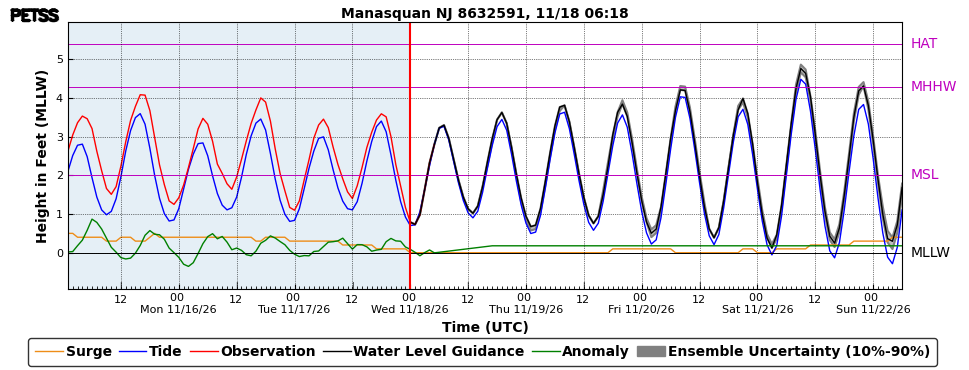 PETSS
Manasquan NJ 8632591, 11/18 06:18
Height in Feet (MLLW)
5
4
3
2
1
0
HAT
MHHW
MSL
MLLW
12 00 12 00 12 00 12 00 12 00 12 00 12 00
Mon 11/16/26 Tue 11/17/26 Wed 11/18/26 Thu 11/19/26 Fri 11/20/26 Sat 11/21/26 Sun 11/22/26
Time (UTC)
Surge Tide Observation Water Level Guidance Anomaly Ensemble Uncertainty (10%-90%)